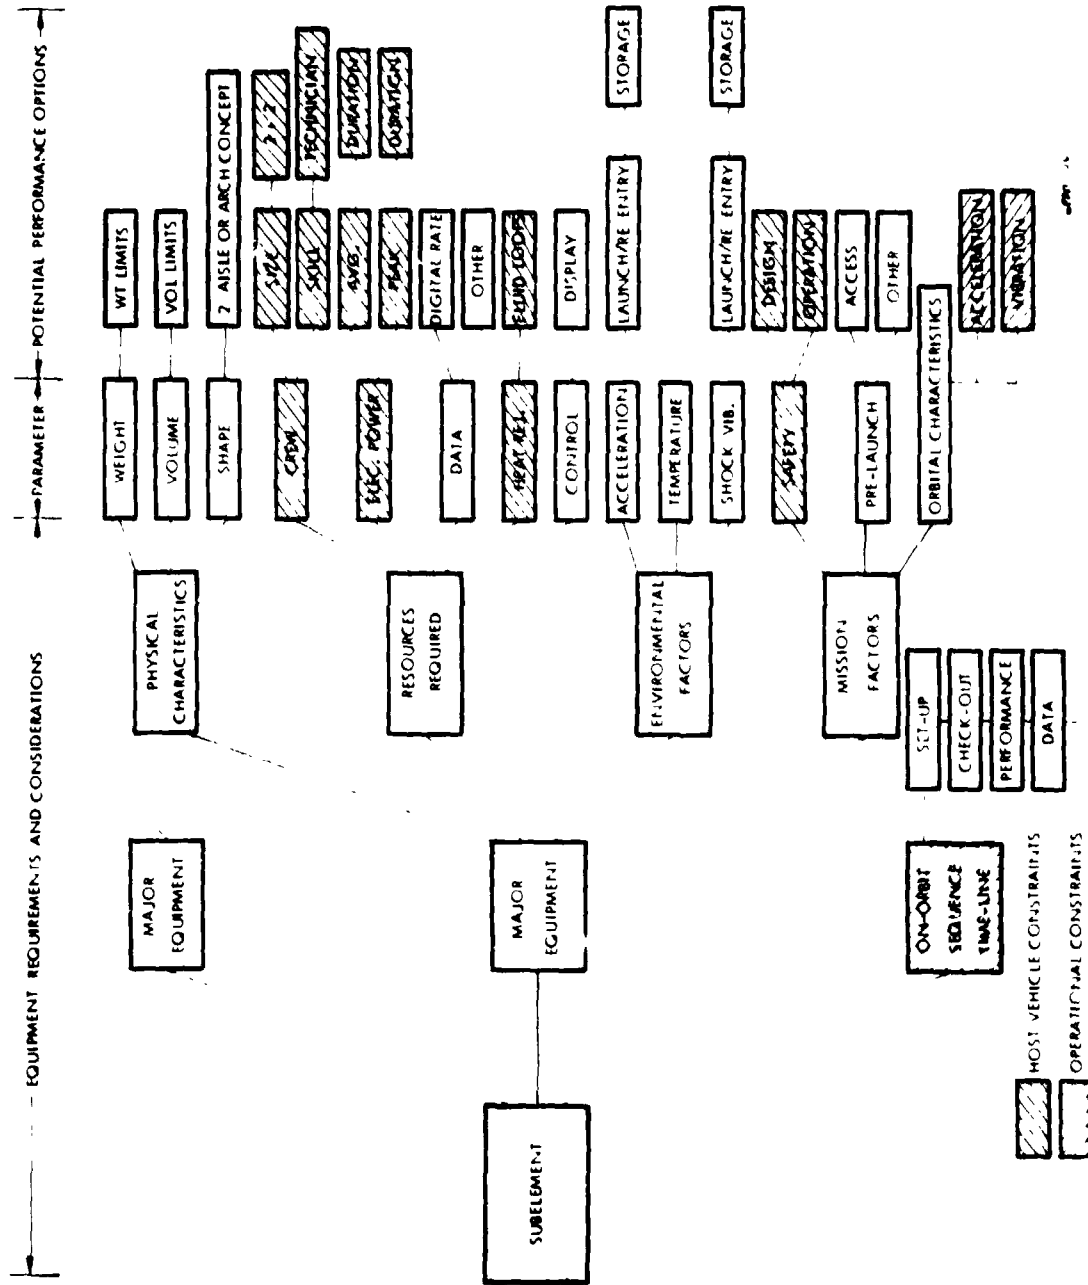 EQUIPMENT REQUIREMENTS AND CONSIDERATIONS
PARAMETER
POTENTIAL PERFORMANCE OPTIONS
SUBELEMENT
MAJOR
EQUIPMENT
MAJOR
EQUIPMENT
PHYSICAL
CHARACTERISTICS
WEIGHT
WT LIMITS
VOLUME
VOL LIMITS
SHAPE
2 AISLE OR ARCH CONCEPT
RESOURCES
REQUIRED
CREW
SIZE
SKILL
TECHNICIAN
ELEC. POWER
AVG.
DURATION
PEAK
DURATION
DATA
DIGITAL RATE
OTHER
HEAT REJ.
FLUID LOOPS
CONTROL
DISPLAY
ENVIRONMENTAL
FACTORS
ACCELERATION
LAUNCH/RE ENTRY
STORAGE
TEMPERATURE
SHOCK VIB.
LAUNCH/RE ENTRY
STORAGE
MISSION
FACTORS
SAFETY
DESIGN
OPERATION
PRE-LAUNCH
ACCESS
OTHER
ORBITAL CHARACTERISTICS
ACCELERATION
VIBRATION
ON-ORBIT
SEQUENCE
TIME-LINE
SET-UP
CHECK-OUT
PERFORMANCE
DATA
HOST VEHICLE CONSTRAINTS
OPERATIONAL CONSTRAINTS